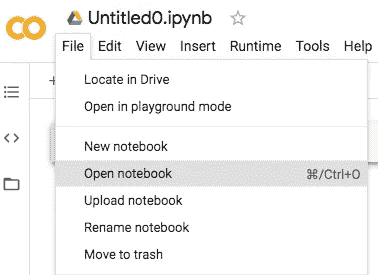 Untitled0.ipynb
File Edit View Insert Runtime Tools Help
Locate in Drive
Open in playground mode
New notebook
Open notebook ⌘/Ctrl+O
Upload notebook
Rename notebook
Move to trash